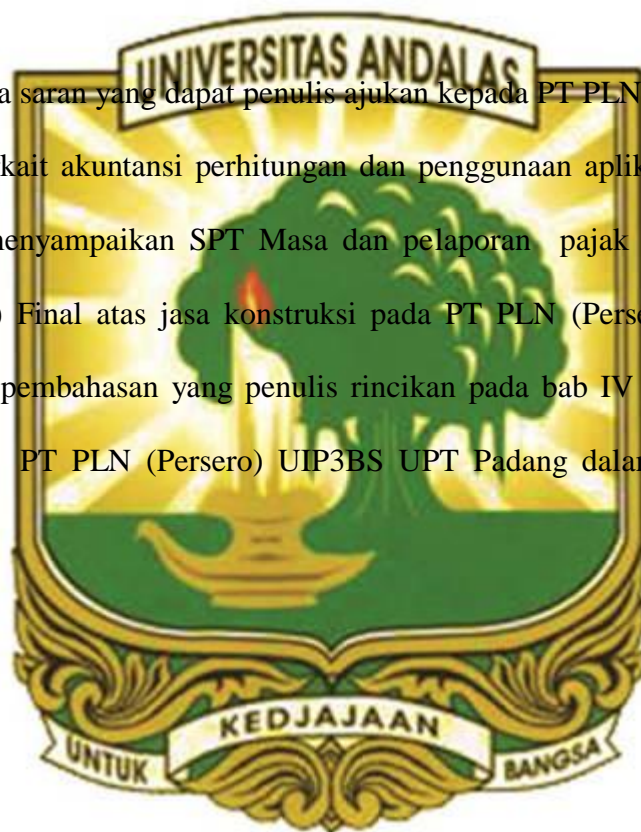 UNIVERSITAS ANDALAS
a saran yang dapat penulis ajukan kepada PT PLN
kait akuntansi perhitungan dan penggunaan aplik
menyampaikan SPT Masa dan pelaporan pajak
) Final atas jasa konstruksi pada PT PLN (Perse
pembahasan yang penulis rincikan pada bab IV
PT PLN (Persero) UIP3BS UPT Padang dalam
KEDJAJAAN
UNTUK BANGSA